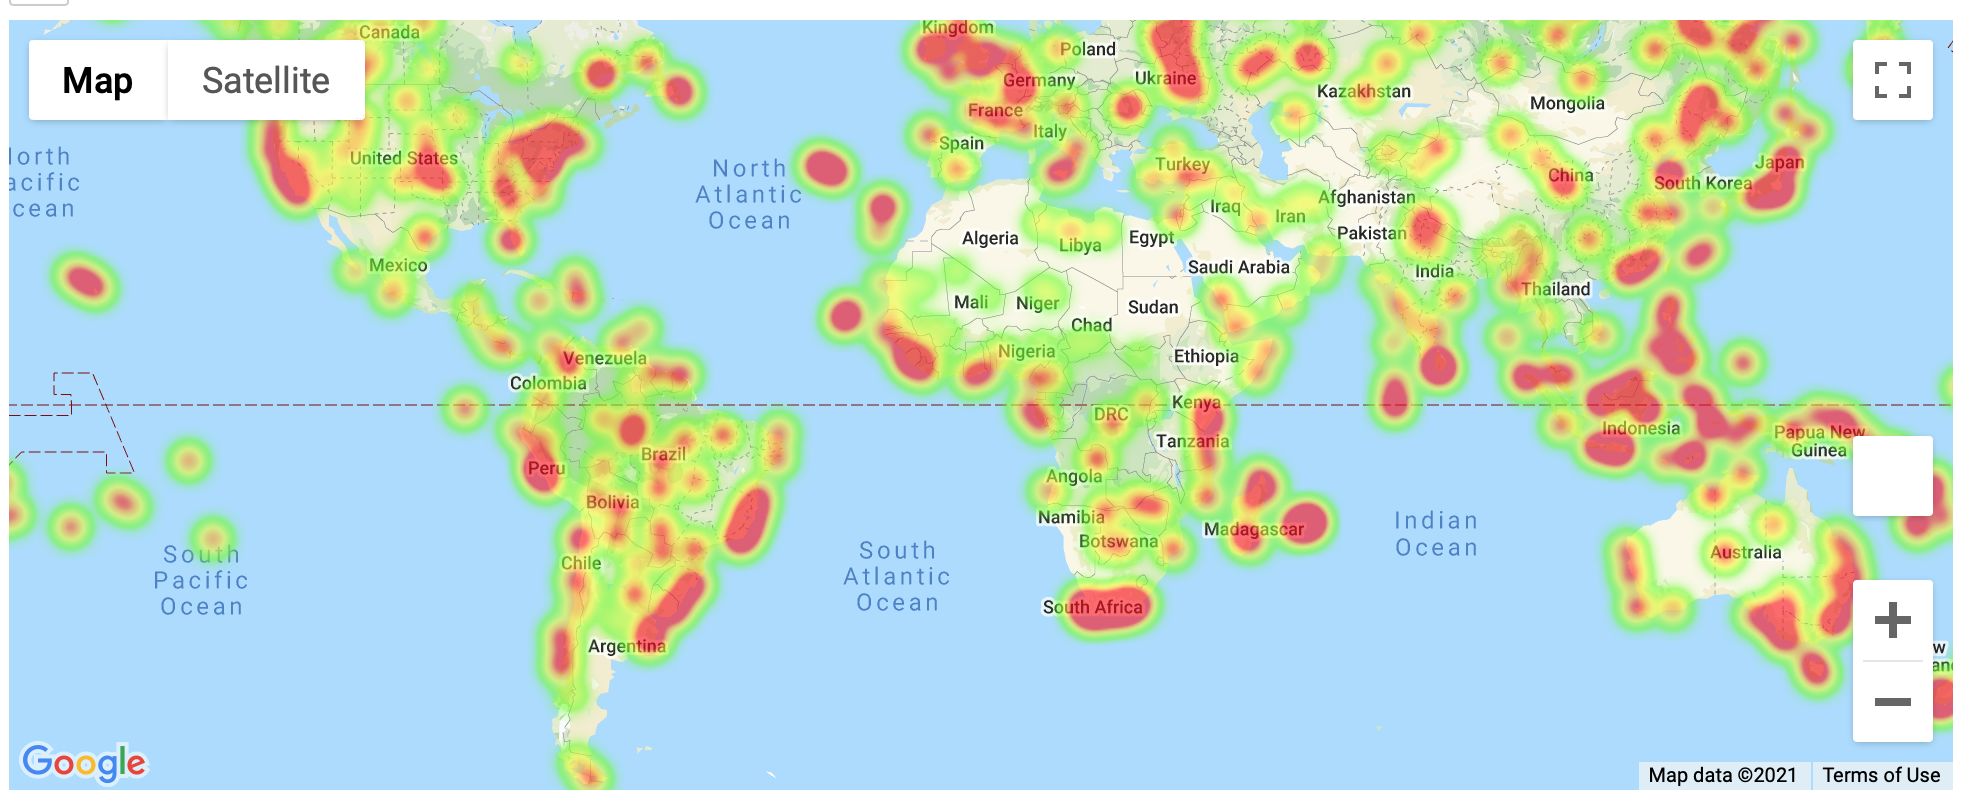 Canada
Kingdom
Map
Satellite
Poland
Germany
Ukraine
Kazakhstan
Mongolia
France
Italy
Spain
United States
North
Atlantic
Ocean
Turkey
Japan
China
South Korea
Afghanistan
Iraq
Iran
Pakistan
Algeria
Libya
Egypt
Saudi Arabia
India
Mexico
Thailand
Mali
Niger
Sudan
Chad
Nigeria
Ethiopia
Venezuela
Colombia
Kenya
DRC
Tanzania
Indonesia
Papua New
Guinea
Brazil
Peru
Angola
Bolivia
Namibia
Botswana
Madagascar
Indian
Ocean
Australia
Chile
South
Pacific
Ocean
South
Atlantic
Ocean
South Africa
Argentina
Google
Map data ©2021
Terms of Use